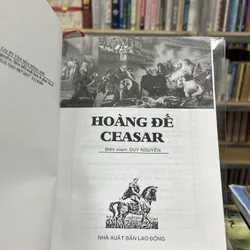 HOÀNG ĐẾ
CEASAR
Biên soạn: DUY NGUYÊN
NHÀ XUẤT BẢN LAO ĐỘNG